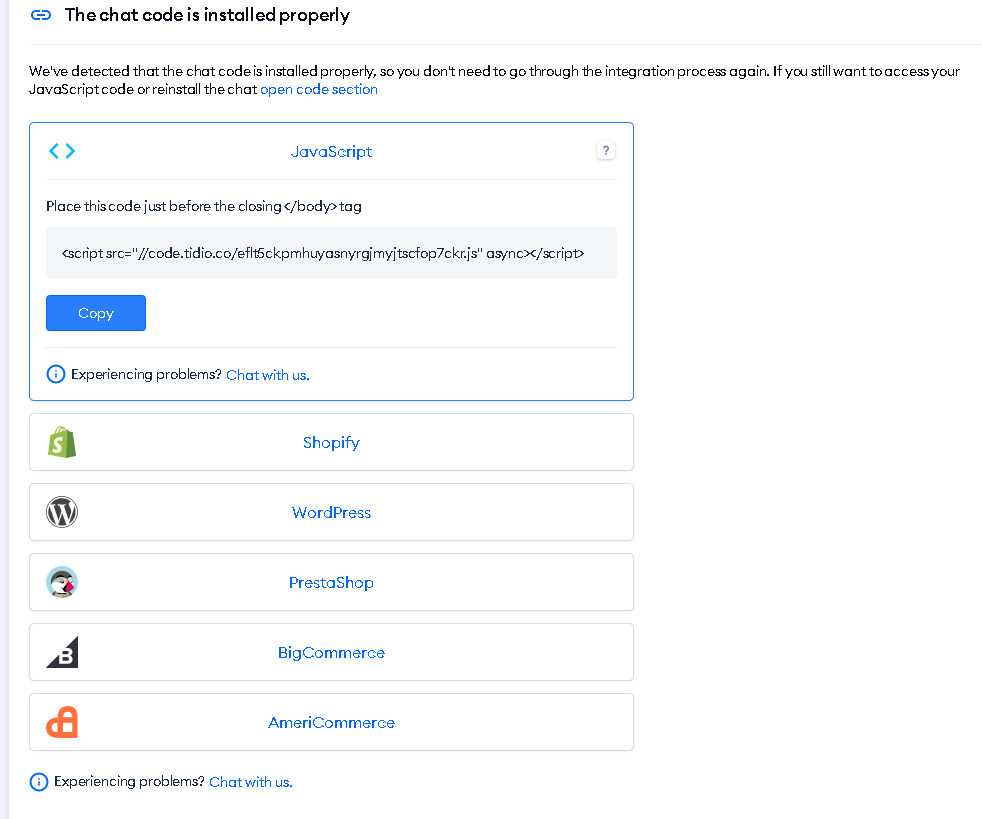 The chat code is installed properly
We've detected that the chat code is installed properly, so you don't need to go through the integration process again. If you still want to access your
JavaScript code or reinstall the chat open code section
JavaScript
?
Place this code just before the closing </body> tag
<script src="//code.tidio.co/eflt5ckpmhuyasnyrgjmyjtscfop7ckr.js" async></script>
Copy
Experiencing problems? Chat with us.
Shopify
WordPress
PrestaShop
BigCommerce
AmeriCommerce
Experiencing problems? Chat with us.